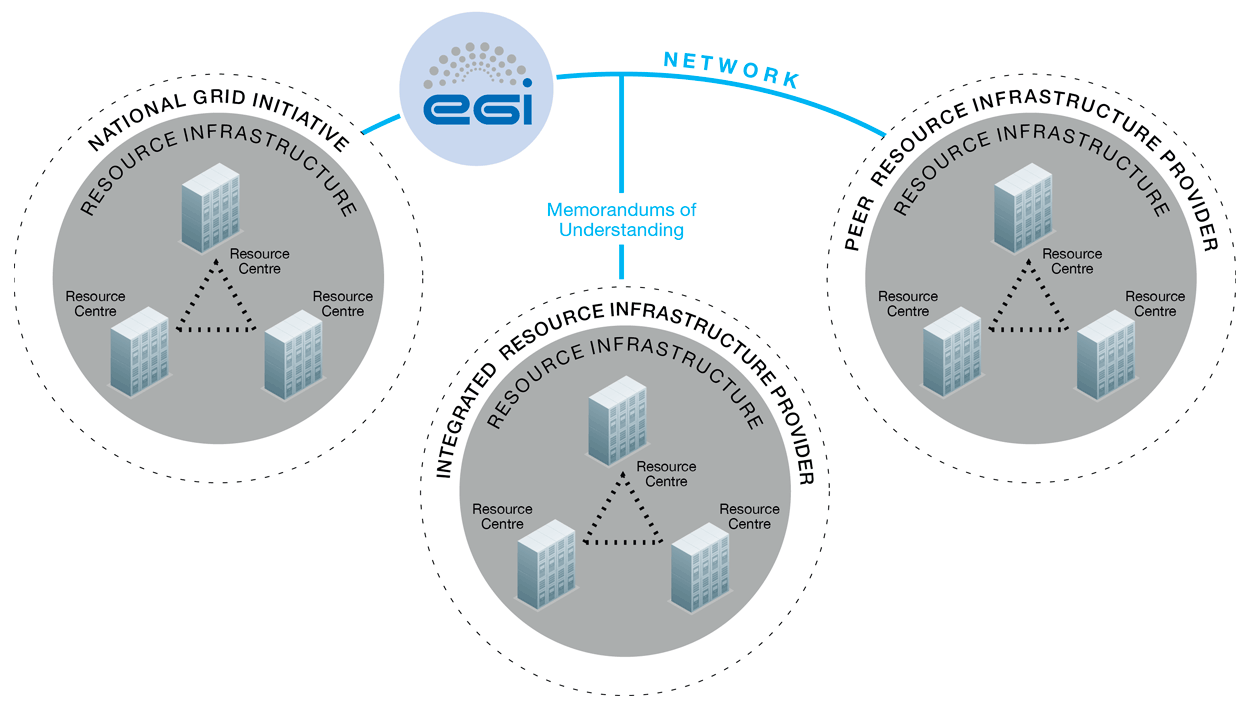 egi
NETWORK
NATIONAL GRID INITIATIVE
RESOURCE INFRASTRUCTURE
Resource
Centre
Resource
Centre
Resource
Centre
Memorandums of
Understanding
INTEGRATED RESOURCE INFRASTRUCTURE PROVIDER
RESOURCE INFRASTRUCTURE
Resource
Centre
Resource
Centre
Resource
Centre
PEER RESOURCE INFRASTRUCTURE PROVIDER
RESOURCE INFRASTRUCTURE
Resource
Centre
Resource
Centre
Resource
Centre